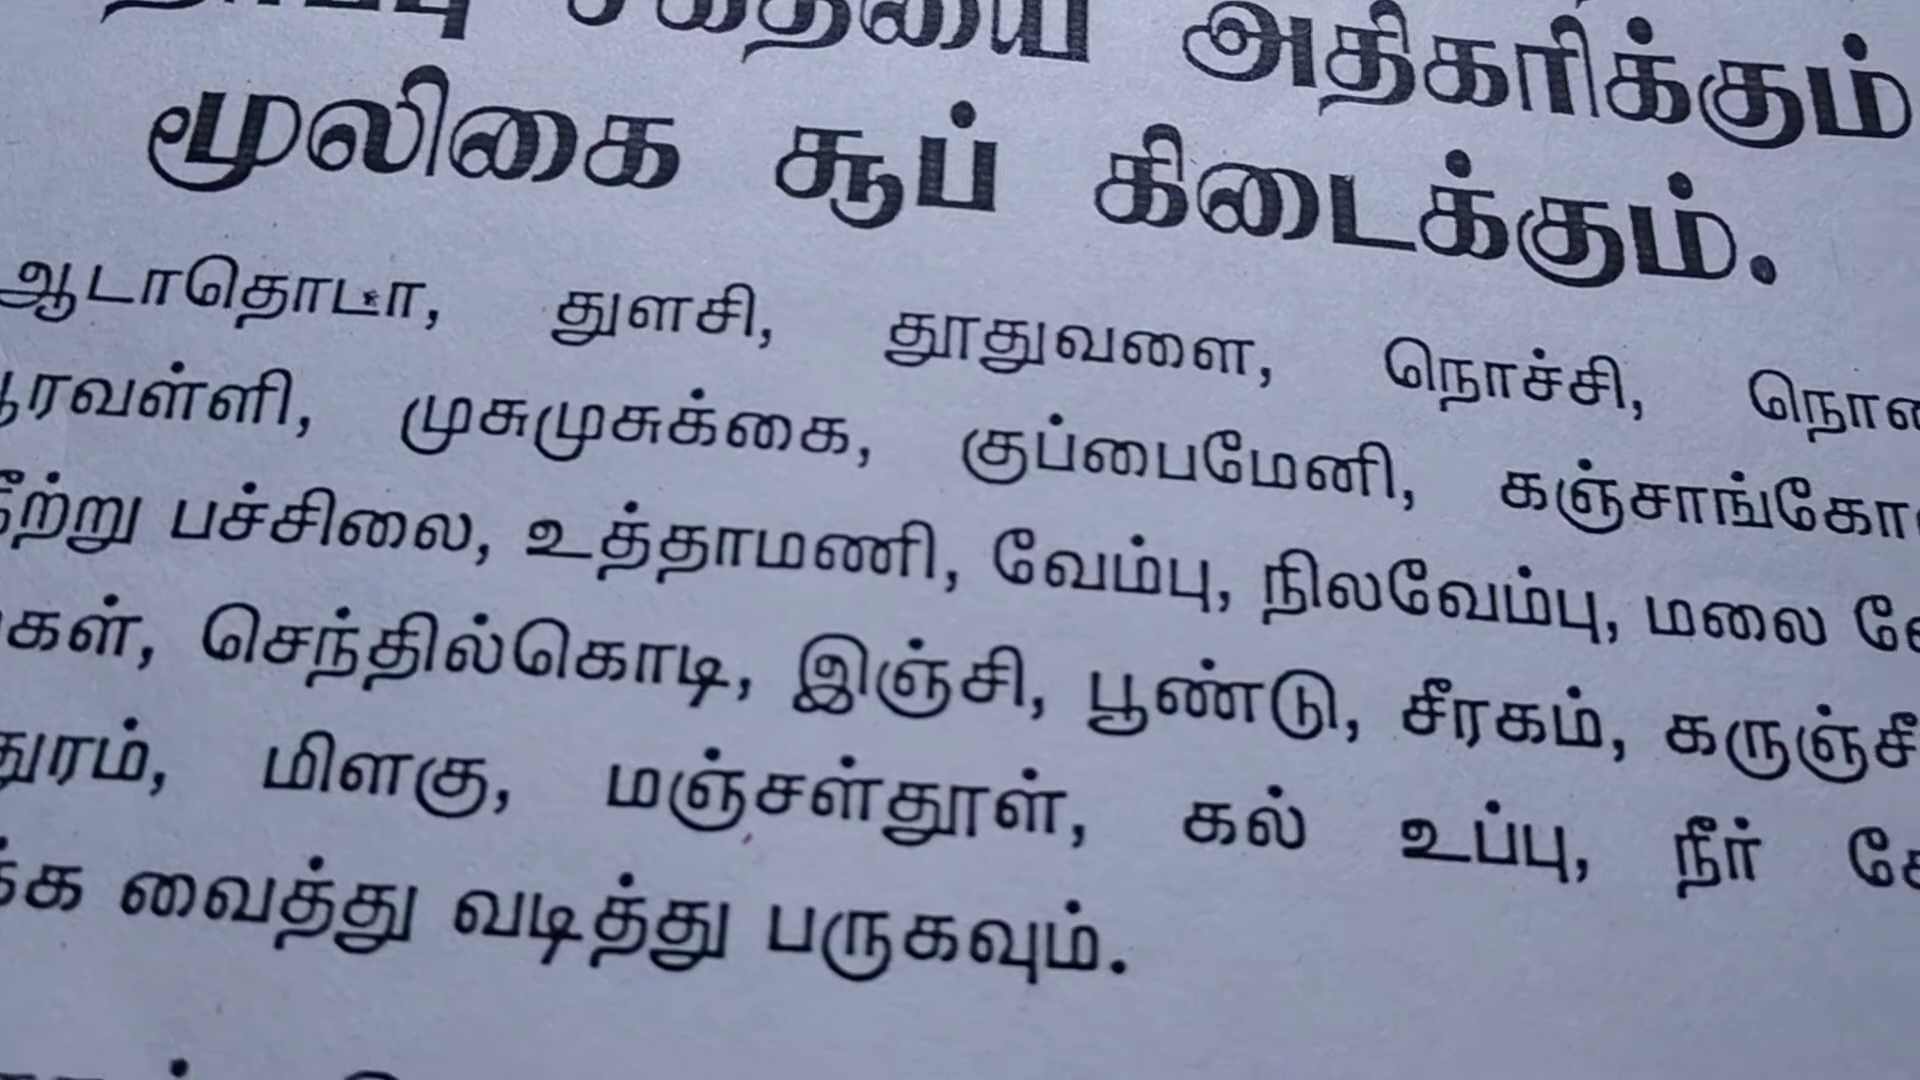 சக்தியை அதிகரிக்கும்
மூலிகை சூப் கிடைக்கும்.
ஆடாதொடா, துளசி, தூதுவளை, நொச்சி,
முசுமுசுக்கை, குப்பைமேனி,
பச்சிலை, உத்தாமணி, வேம்பு, நிலவேம்பு, மலை
செந்தில்கொடி, இஞ்சி, பூண்டு, சீரகம்,
மிளகு, மஞ்சள்தூள், கல் உப்பு, நீர்
வைத்து வடித்து பருகவும்.